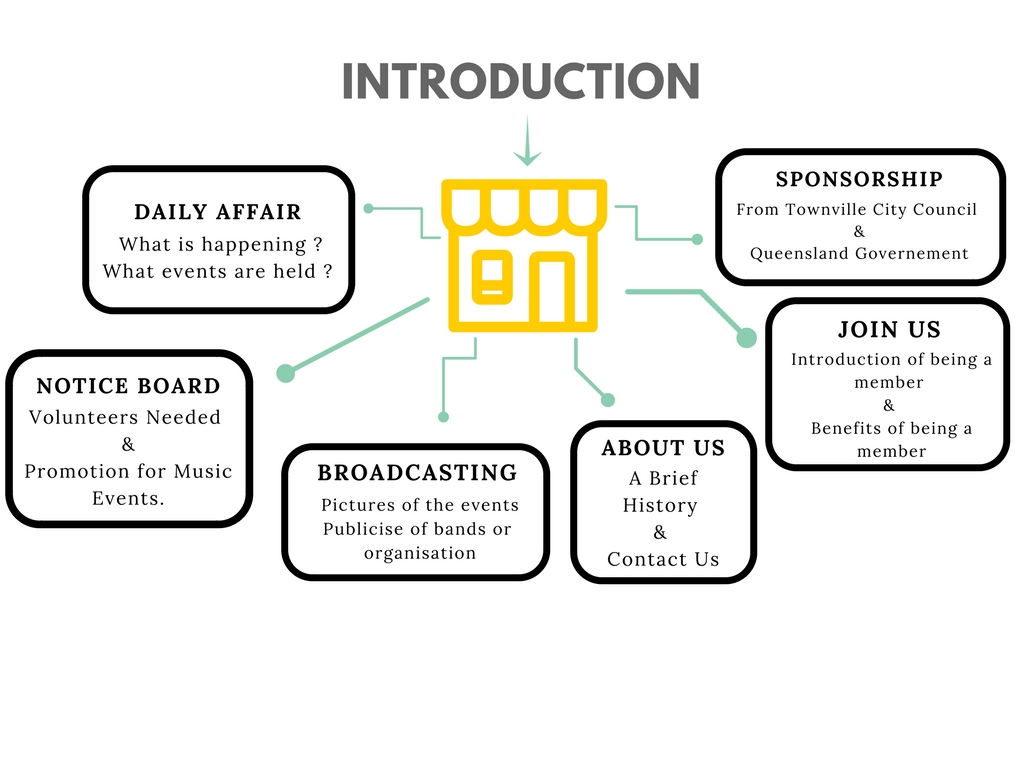 INTRODUCTION
DAILY AFFAIR
What is happening ?
What events are held ?
SPONSORSHIP
From Townville City Council
&
Queensland Governement
NOTICE BOARD
Volunteers Needed
&
Promotion for Music
Events.
BROADCASTING
Pictures of the events
Publicise of bands or
organisation
ABOUT US
A Brief
History
&
Contact Us
JOIN US
Introduction of being a
member
&
Benefits of being a
member